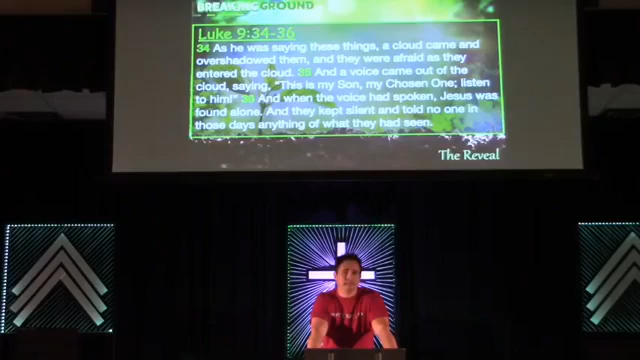 BREAKING GROUND
Luke 9:34-36
34 As he was saying these things, a cloud came and
overshadowed them, and they were afraid as they
entered the cloud. 35 And a voice came out of the
cloud, saying, "This is my Son, my Chosen One; listen
to him!" 36 And when the voice had spoken, Jesus was
found alone. And they kept silent and told no one in
those days anything of what they had seen.
The Reveal